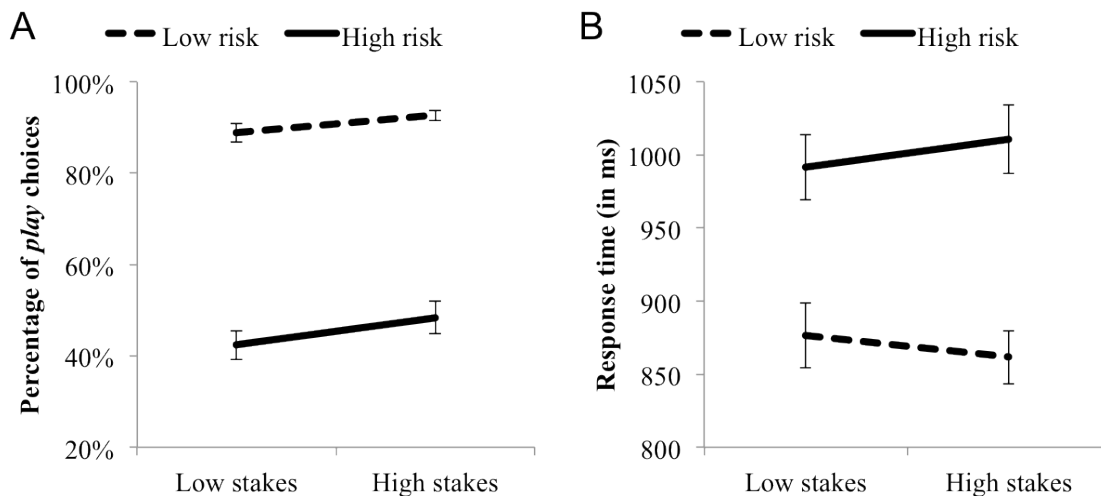 A
Low risk
High risk
Percentage of play choices
100%
80%
60%
40%
20%
Low stakes
High stakes
B
Low risk
High risk
Response time (in ms)
1050
1000
950
900
850
800
Low stakes
High stakes